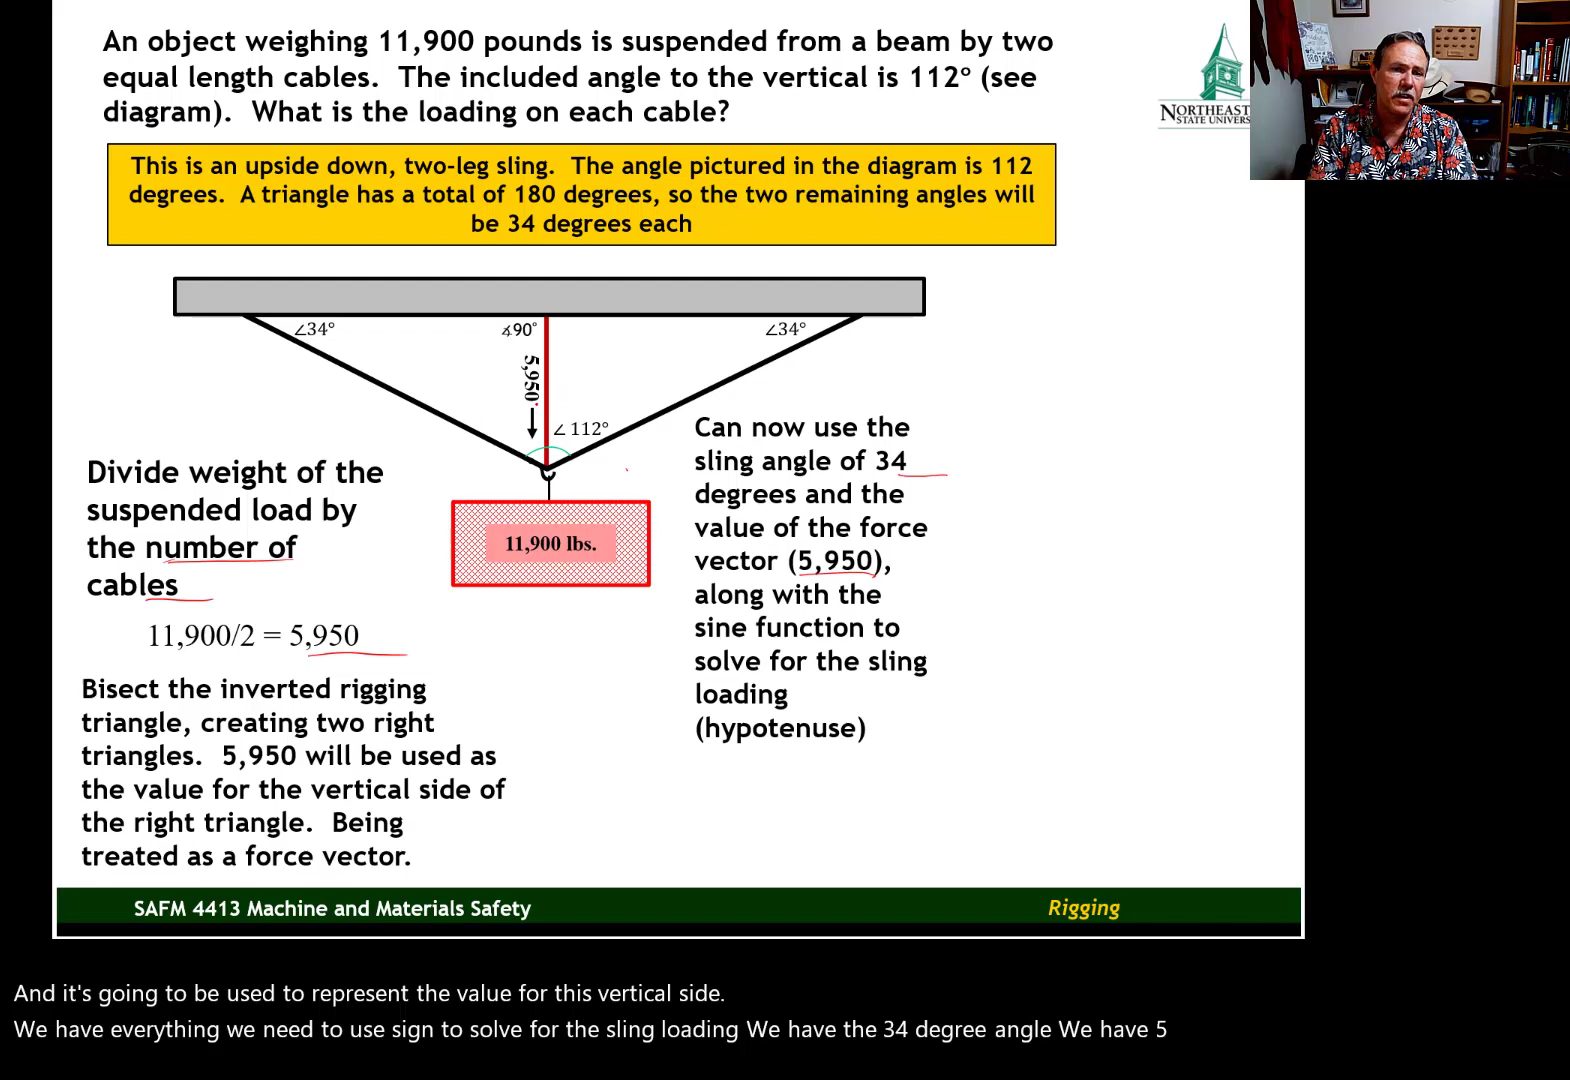 An object weighing 11,900 pounds is suspended from a beam by two
equal length cables. The included angle to the vertical is 112° (see
diagram). What is the loading on each cable?
NORTHEAST
STATE UNIVERS
This is an upside down, two-leg sling. The angle pictured in the diagram is 112
degrees. A triangle has a total of 180 degrees, so the two remaining angles will
be 34 degrees each
∠34°
∡90°
∠34°
5,950
∠ 112°
Divide weight of the
suspended load by
the number of
cables
11,900/2 = 5,950
11,900 lbs.
Can now use the
sling angle of 34
degrees and the
value of the force
vector (5,950),
along with the
sine function to
solve for the sling
loading
(hypotenuse)
Bisect the inverted rigging
triangle, creating two right
triangles. 5,950 will be used as
the value for the vertical side of
the right triangle. Being
treated as a force vector.
SAFM 4413 Machine and Materials Safety
Rigging
And it's going to be used to represent the value for this vertical side.
We have everything we need to use sign to solve for the sling loading We have the 34 degree angle We have 5